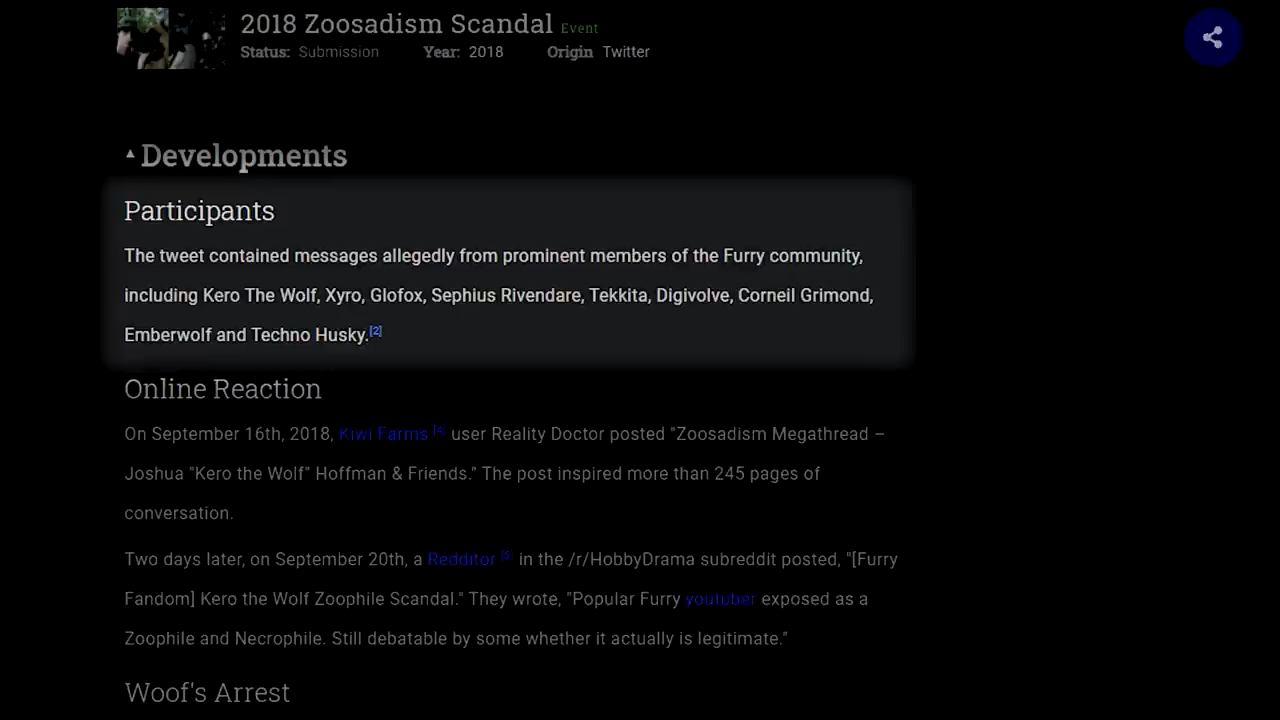 2018 Zoosadism Scandal Event
Status: Submission Year: 2018 Origin Twitter
Developments
Participants
The tweet contained messages allegedly from prominent members of the Furry community,
including Kero The Wolf, Xyro, Glofox, Sephius Rivendare, Tekkita, Digivolve, Corneil Grimond,
Emberwolf and Techno Husky.[2]
Online Reaction
On September 16th, 2018, Kiwi Farms [4] user Reality Doctor posted "Zoosadism Megathread –
Joshua "Kero the Wolf" Hoffman & Friends." The post inspired more than 245 pages of
conversation.
Two days later, on September 20th, a Redditor [5] in the /r/HobbyDrama subreddit posted, "[Furry
Fandom] Kero the Wolf Zoophile Scandal." They wrote, "Popular Furry youtuber exposed as a
Zoophile and Necrophile. Still debatable by some whether it actually is legitimate."
Woof's Arrest